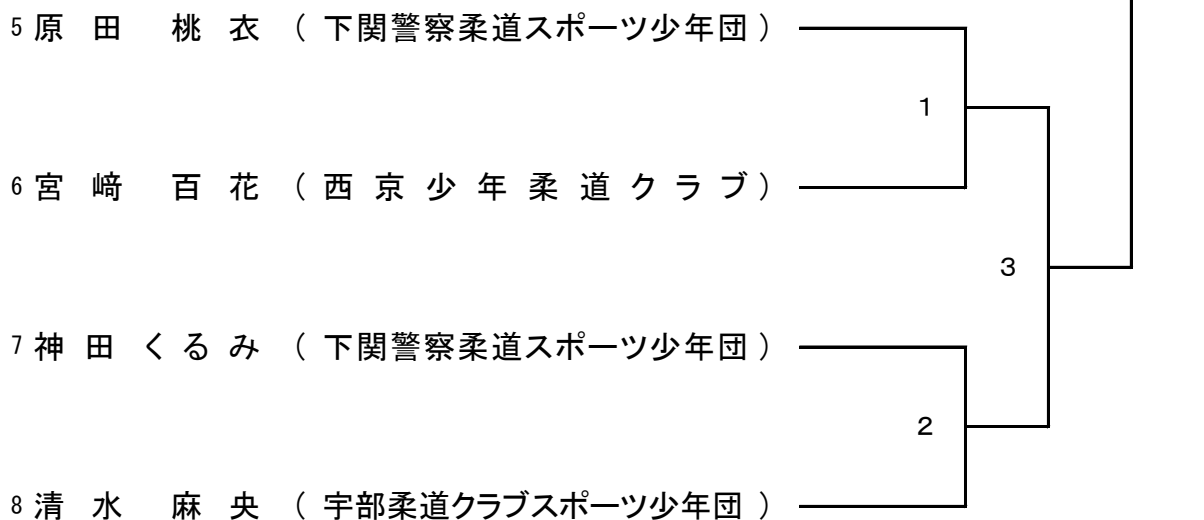 5 原田 桃衣 ( 下関警察柔道スポーツ少年団 )
1
6 宮﨑 百花 ( 西京少年柔道クラブ )
3
7 神田くるみ ( 下関警察柔道スポーツ少年団 )
2
8 清水 麻央 ( 宇部柔道クラブスポーツ少年団 )